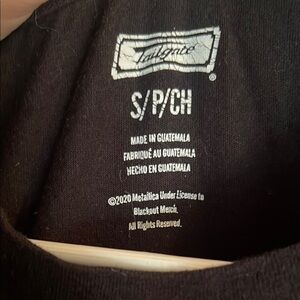 Tailgate
®
S/P/CH
MADE IN GUATEMALA
FABRIQUÉ AU GUATEMALA
HECHO EN GUATEMALA
©2020 Metallica Under License to
Blackout Merch.
All Rights Reserved.